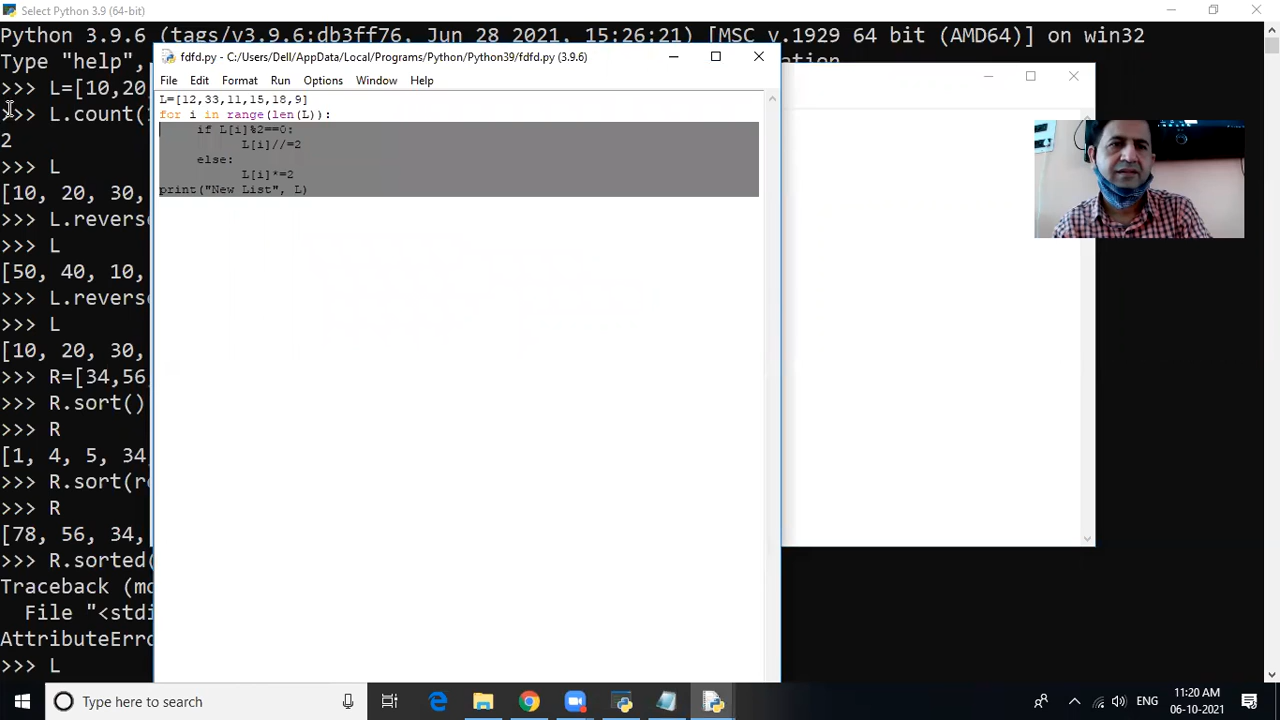 Select Python 3.9 (64-bit)
Python 3.9.6 (tags/v3.9.6:db3ff76, Jun 28 2021, 15:26:21) [MSC v.1929 64 bit (AMD64)] on win32
Type "help",
>>> L=[10,20
>>> L.count(
2
>>> L
[10, 20, 30,
>>> L.reverse
>>> L
[50, 40, 10,
>>> L.reverse
>>> L
[10, 20, 30,
>>> R=[34,56,
>>> R.sort()
>>> R
[1, 4, 5, 34,
>>> R.sort(re
>>> R
[78, 56, 34,
>>> R.sorted(
Traceback (mo
File "<stdi
AttributeErro
>>> L
fdfd.py - C:/Users/Dell/AppData/Local/Programs/Python/Python39/fdfd.py (3.9.6)
File Edit Format Run Options Window Help
L=[12,33,11,15,18,9]
for i in range(len(L)):
if L[i]%2==0:
L[i]//=2
else:
L[i]*=2
print("New List", L)
Type here to search
ENG
11:20 AM
06-10-2021